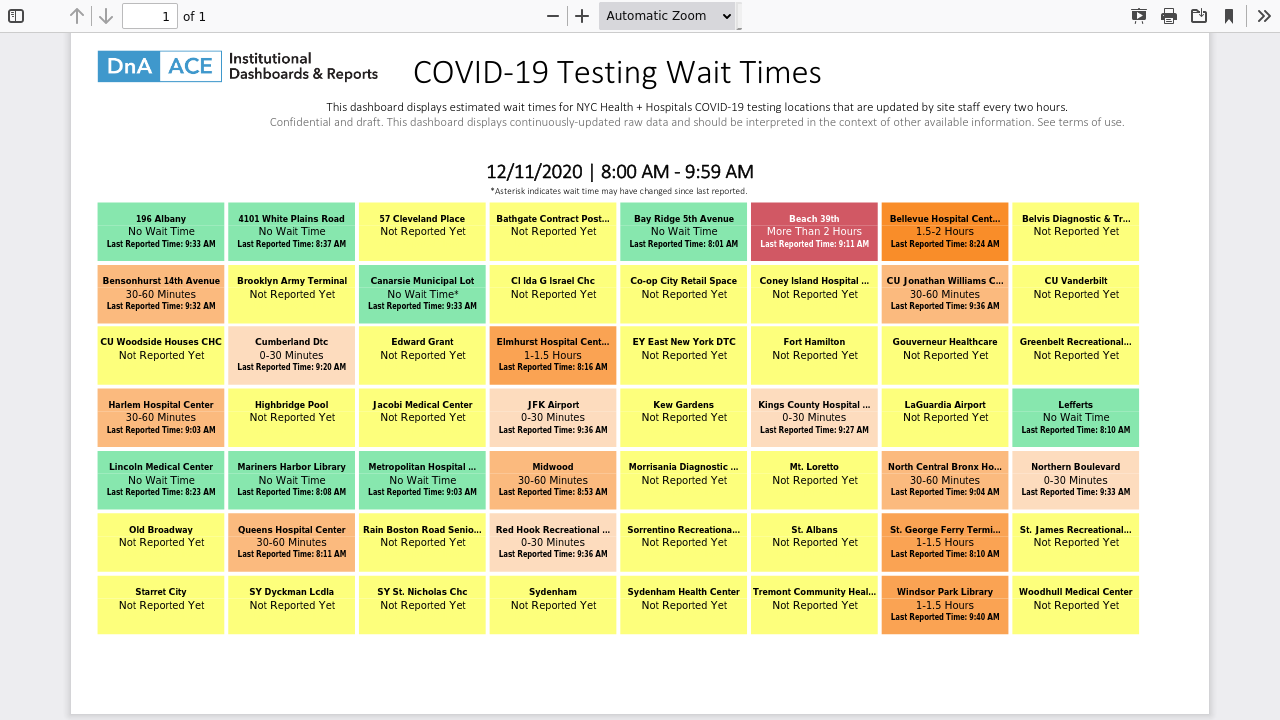 1 of 1 Automatic Zoom
DnA ACE Institutional
Dashboards & Reports
COVID-19 Testing Wait Times
This dashboard displays estimated wait times for NYC Health + Hospitals COVID-19 testing locations that are updated by site staff every two hours.
Confidential and draft. This dashboard displays continuously-updated raw data and should be interpreted in the context of other available information. See terms of use.
12/11/2020 | 8:00 AM - 9:59 AM
*Asterisk indicates wait time may have changed since last reported.
196 Albany
No Wait Time
Last Reported Time: 9:33 AM
4101 White Plains Road
No Wait Time
Last Reported Time: 8:37 AM
57 Cleveland Place
Not Reported Yet
Bathgate Contract Post...
Not Reported Yet
Bay Ridge 5th Avenue
No Wait Time
Last Reported Time: 8:01 AM
Beach 39th
More Than 2 Hours
Last Reported Time: 9:11 AM
Bellevue Hospital Cent...
1.5-2 Hours
Last Reported Time: 8:24 AM
Belvis Diagnostic & Tr...
Not Reported Yet
Bensonhurst 14th Avenue
30-60 Minutes
Last Reported Time: 9:32 AM
Brooklyn Army Terminal
Not Reported Yet
Canarsie Municipal Lot
No Wait Time*
Last Reported Time: 9:33 AM
CI Ida G Israel Chc
Not Reported Yet
Co-op City Retail Space
Not Reported Yet
Coney Island Hospital ...
Not Reported Yet
CU Jonathan Williams C...
30-60 Minutes
Last Reported Time: 9:36 AM
CU Vanderbilt
Not Reported Yet
CU Woodside Houses CHC
Not Reported Yet
Cumberland Dtc
0-30 Minutes
Last Reported Time: 9:20 AM
Edward Grant
Not Reported Yet
Elmhurst Hospital Cent...
1-1.5 Hours
Last Reported Time: 8:16 AM
EY East New York DTC
Not Reported Yet
Fort Hamilton
Not Reported Yet
Gouverneur Healthcare
Not Reported Yet
Greenbelt Recreational...
Not Reported Yet
Harlem Hospital Center
30-60 Minutes
Last Reported Time: 9:03 AM
Highbridge Pool
Not Reported Yet
Jacobi Medical Center
Not Reported Yet
JFK Airport
0-30 Minutes
Last Reported Time: 9:36 AM
Kew Gardens
Not Reported Yet
Kings County Hospital ...
0-30 Minutes
Last Reported Time: 9:27 AM
LaGuardia Airport
Not Reported Yet
Lefferts
No Wait Time
Last Reported Time: 8:10 AM
Lincoln Medical Center
No Wait Time
Last Reported Time: 8:23 AM
Mariners Harbor Library
No Wait Time
Last Reported Time: 8:08 AM
Metropolitan Hospital ...
No Wait Time
Last Reported Time: 9:03 AM
Midwood
30-60 Minutes
Last Reported Time: 8:53 AM
Morrisania Diagnostic ...
Not Reported Yet
Mt. Loretto
Not Reported Yet
North Central Bronx Ho...
30-60 Minutes
Last Reported Time: 9:04 AM
Northern Boulevard
0-30 Minutes
Last Reported Time: 9:33 AM
Old Broadway
Not Reported Yet
Queens Hospital Center
30-60 Minutes
Last Reported Time: 8:11 AM
Rain Boston Road Senio...
Not Reported Yet
Red Hook Recreational ...
0-30 Minutes
Last Reported Time: 9:36 AM
Sorrentino Recreationa...
Not Reported Yet
St. Albans
Not Reported Yet
St. George Ferry Termi...
1-1.5 Hours
Last Reported Time: 8:10 AM
St. James Recreational...
Not Reported Yet
Starret City
Not Reported Yet
SY Dyckman Lcdla
Not Reported Yet
SY St. Nicholas Chc
Not Reported Yet
Sydenham
Not Reported Yet
Sydenham Health Center
Not Reported Yet
Tremont Community Heal...
Not Reported Yet
Windsor Park Library
1-1.5 Hours
Last Reported Time: 9:40 AM
Woodhull Medical Center
Not Reported Yet